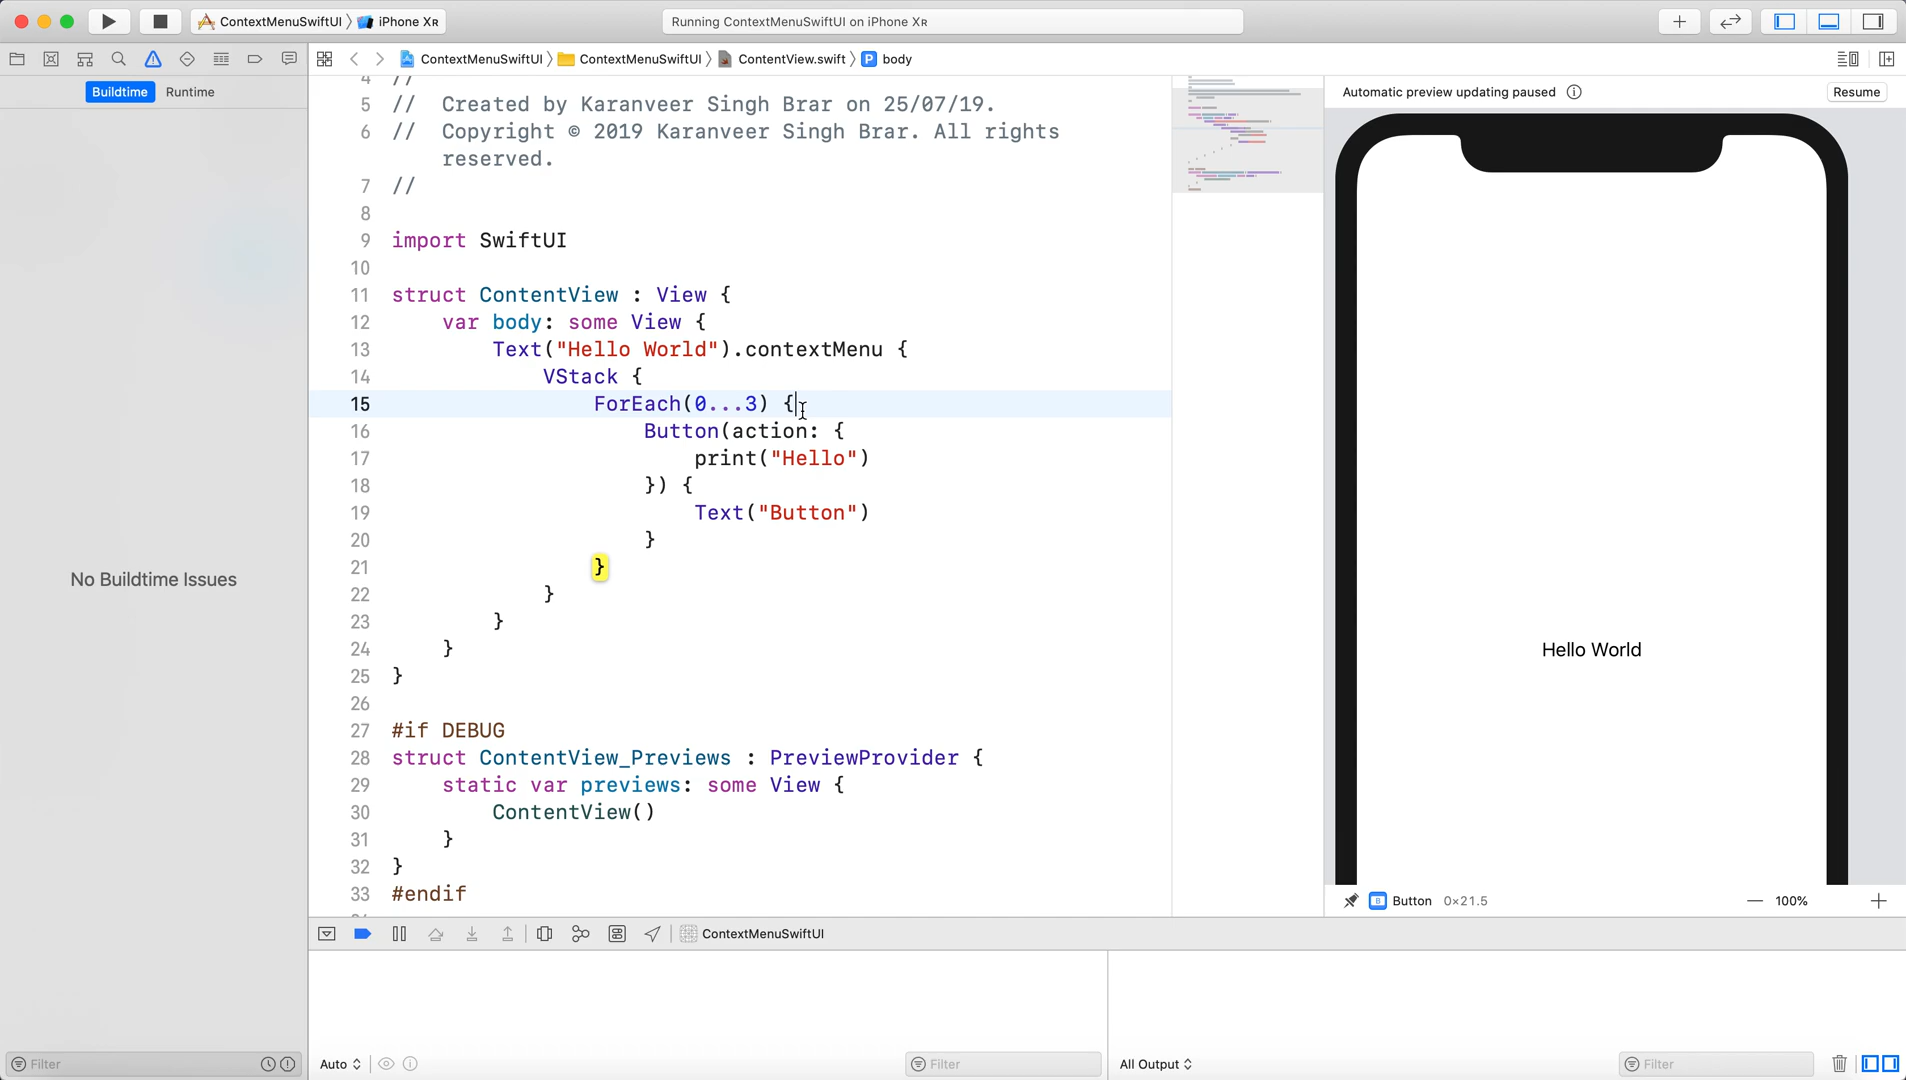 ContextMenuSwiftUI iPhone XR
Running ContextMenuSwiftUI on iPhone XR
ContextMenuSwiftUI ContextMenuSwiftUI ContentView.swift body
Buildtime Runtime
Automatic preview updating paused Resume
4 //
5 // Created by Karanveer Singh Brar on 25/07/19.
6 // Copyright © 2019 Karanveer Singh Brar. All rights
reserved.
7 //
8
9 import SwiftUI
10
11 struct ContentView : View {
12 var body: some View {
13 Text("Hello World").contextMenu {
14 VStack {
15 ForEach(0...3) {
16 Button(action: {
17 print("Hello")
18 }) {
19 Text("Button")
20 }
21 }
22 }
23 }
24 }
25 }
26
27 #if DEBUG
28 struct ContentView_Previews : PreviewProvider {
29 static var previews: some View {
30 ContentView()
31 }
32 }
33 #endif
No Buildtime Issues
Hello World
Button 0×21.5 100%
ContextMenuSwiftUI
Filter
Auto
Filter
All Output
Filter